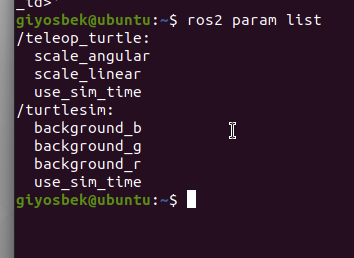 _id>'
giyosbek@ubuntu:~$ ros2 param list
/teleop_turtle:
  scale_angular
  scale_linear
  use_sim_time
/turtlesim:
  background_b
  background_g
  background_r
  use_sim_time
giyosbek@ubuntu:~$